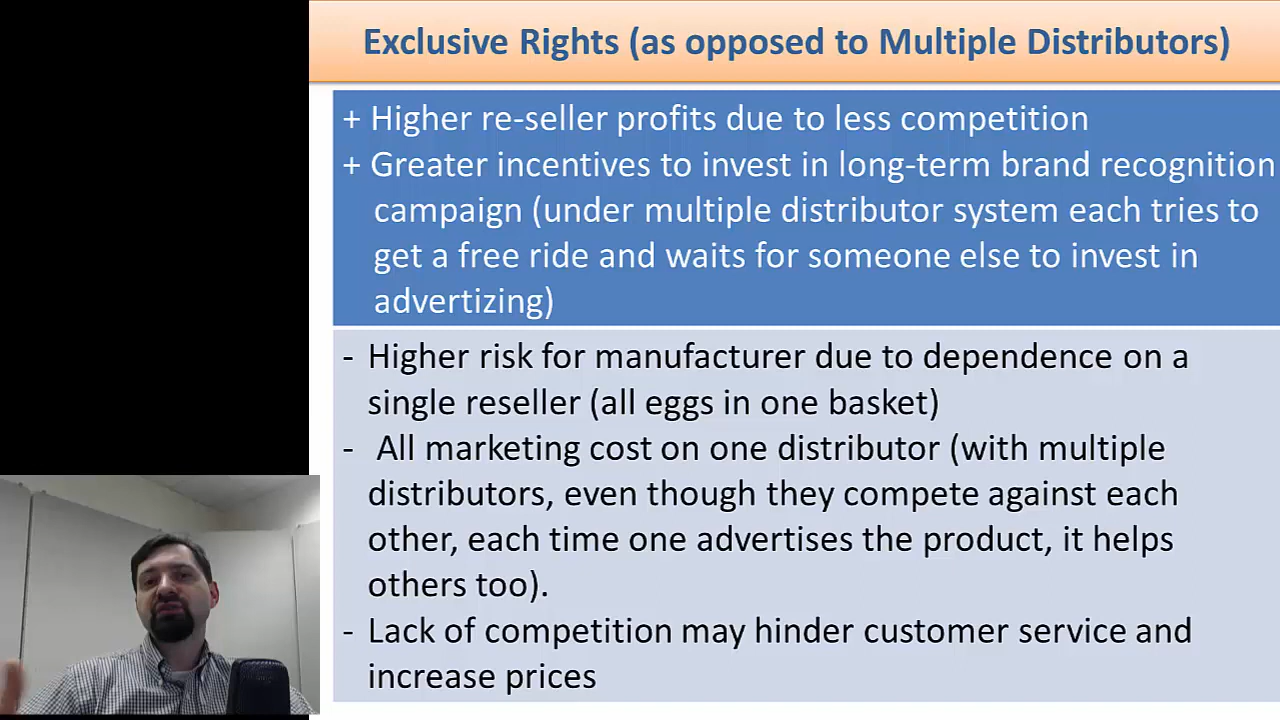 Exclusive Rights (as opposed to Multiple Distributors)
+ Higher re-seller profits due to less competition
+ Greater incentives to invest in long-term brand recognition
campaign (under multiple distributor system each tries to
get a free ride and waits for someone else to invest in
advertizing)
- Higher risk for manufacturer due to dependence on a
single reseller (all eggs in one basket)
- All marketing cost on one distributor (with multiple
distributors, even though they compete against each
other, each time one advertises the product, it helps
others too).
- Lack of competition may hinder customer service and
increase prices